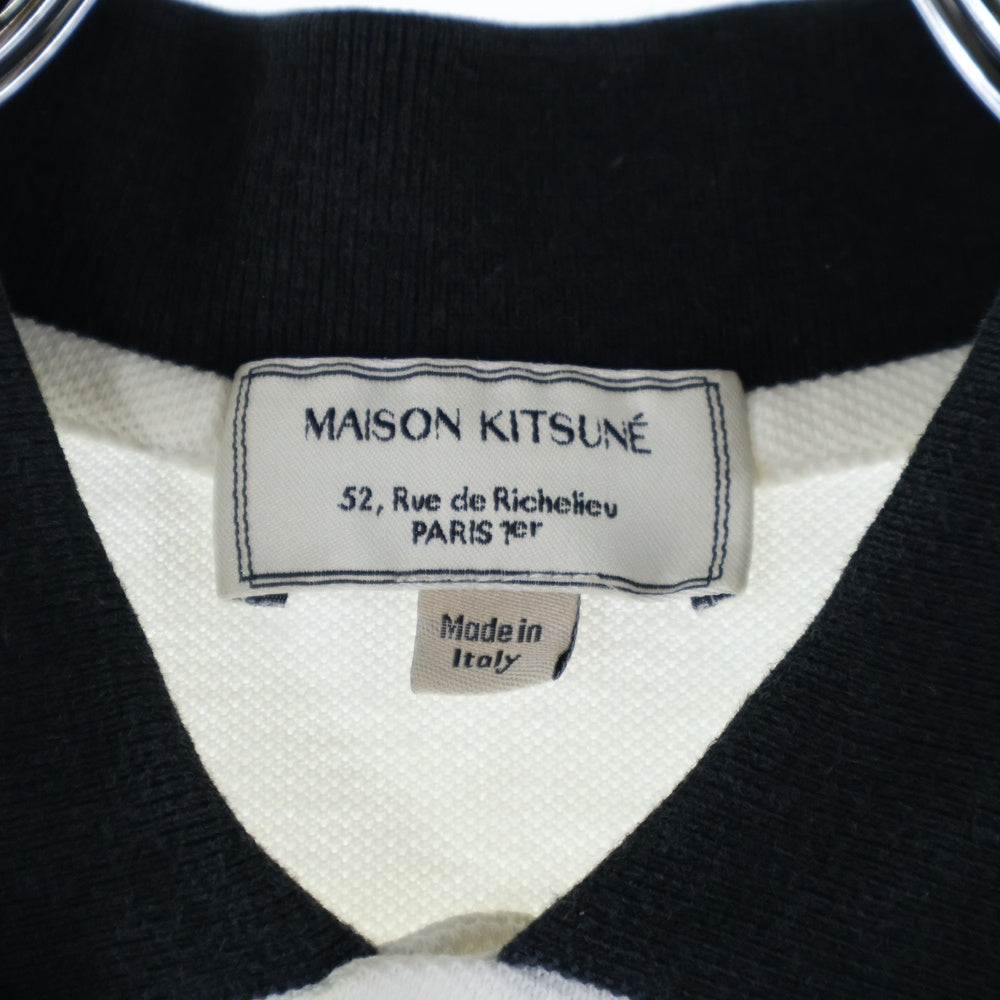 MAISON KITSUNÉ
52, Rue de Richelieu
PARIS 1er
Made in
Italy